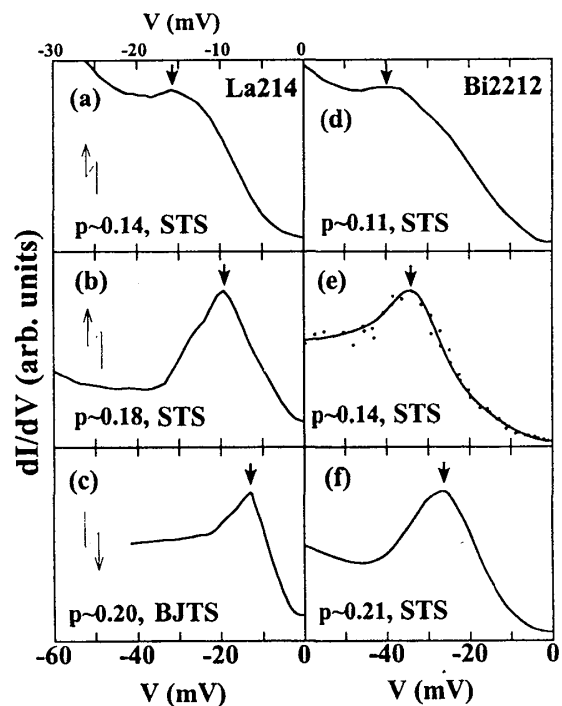 V (mV)
-30 -20 -10 0
(a) La214
p~0.14, STS
Bi2212
(d)
p~0.11, STS
(b)
p~0.18, STS
(e)
p~0.14, STS
(c)
p~0.20, BJTS
(f)
p~0.21, STS
dI/dV (arb. units)
-60 -40 -20 0
V (mV)
-40 -20 0
V (mV)